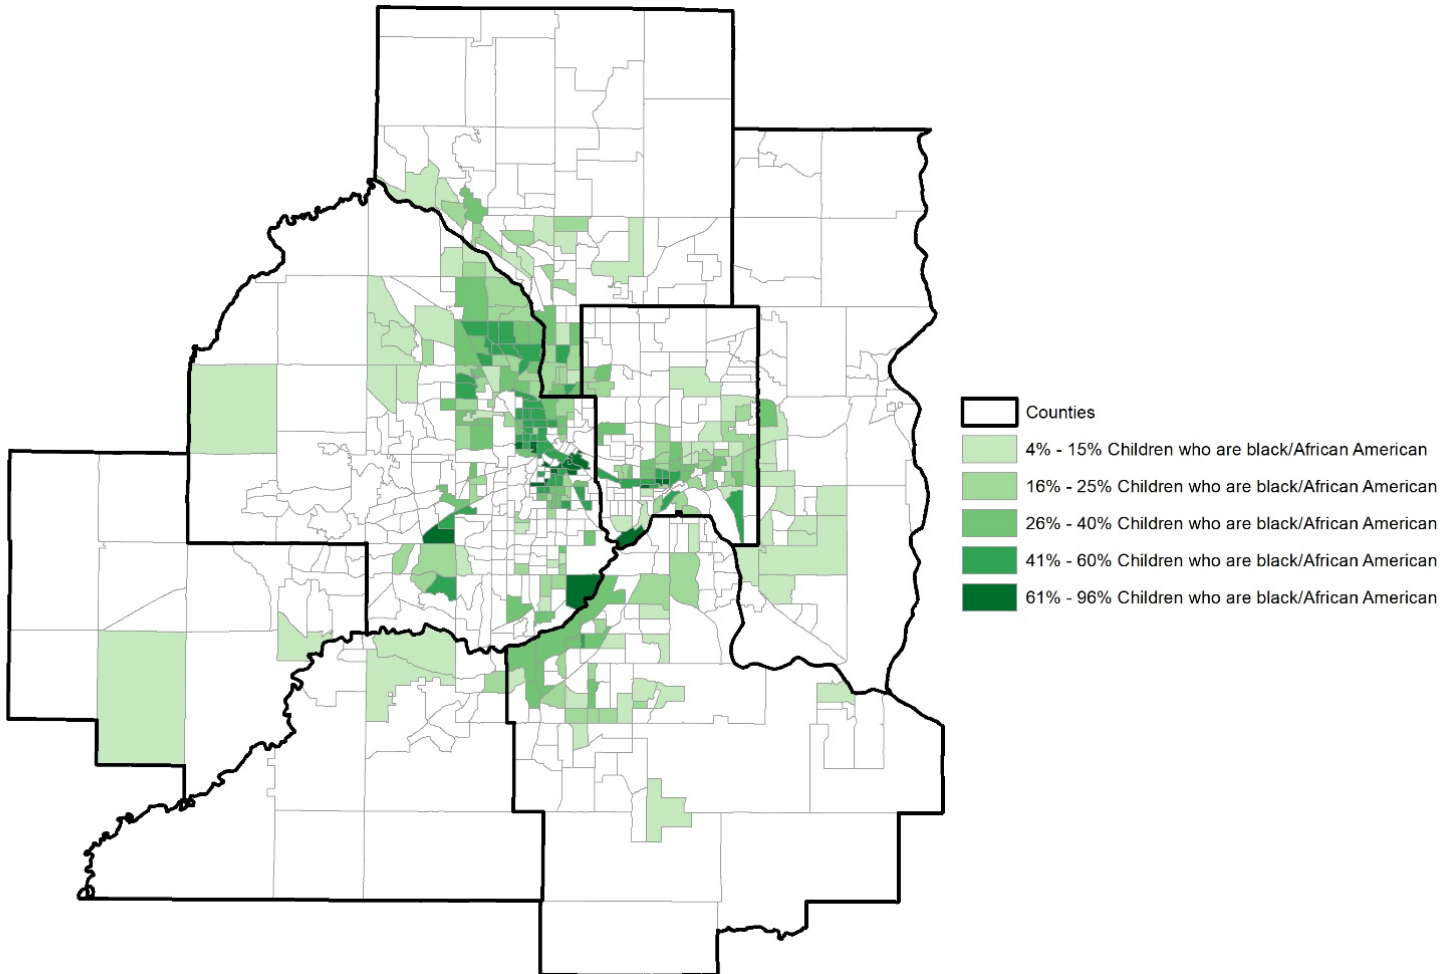 Counties
4% - 15% Children who are black/African American
16% - 25% Children who are black/African American
26% - 40% Children who are black/African American
41% - 60% Children who are black/African American
61% - 96% Children who are black/African American